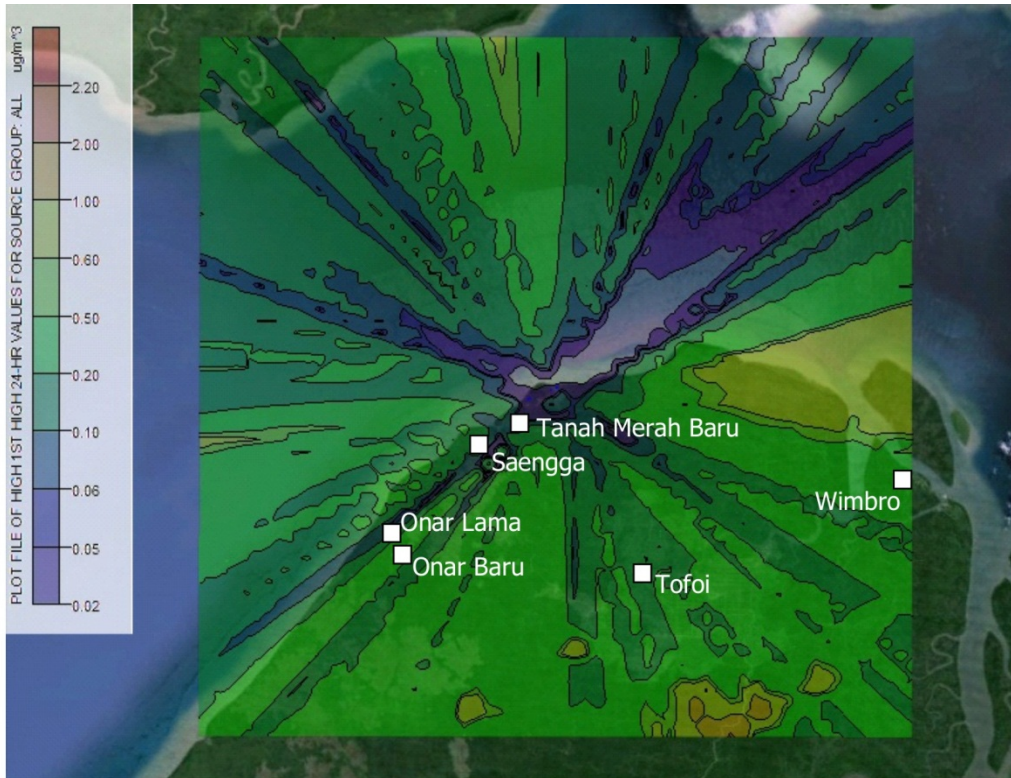 PLOT FILE OF HIGH 1ST HIGH 24-HR VALUES FOR SOURCE GROUP: ALL ug/m^3
2.20
2.00
1.00
0.60
0.50
0.20
0.10
0.06
0.05
0.02
Tanah Merah Baru
Saengga
Wimbro
Onar Lama
Onar Baru
Tofoi